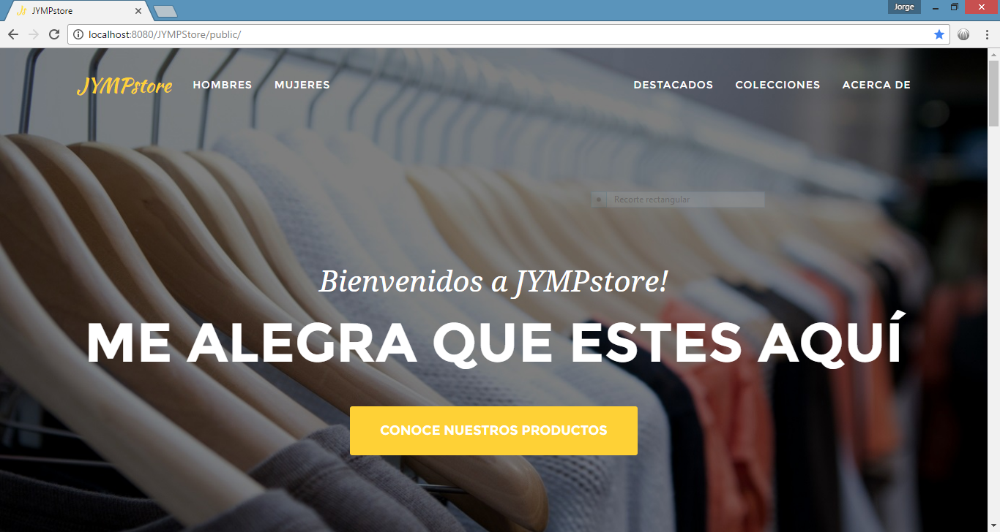 JYMPstore
Jorge
localhost:8080/JYMPStore/public/
JYMPstore HOMBRES MUJERES DESTACADOS COLECCIONES ACERCA DE
Recorte rectangular
Bienvenidos a JYMPstore!
ME ALEGRA QUE ESTES AQUÍ
CONOCE NUESTROS PRODUCTOS